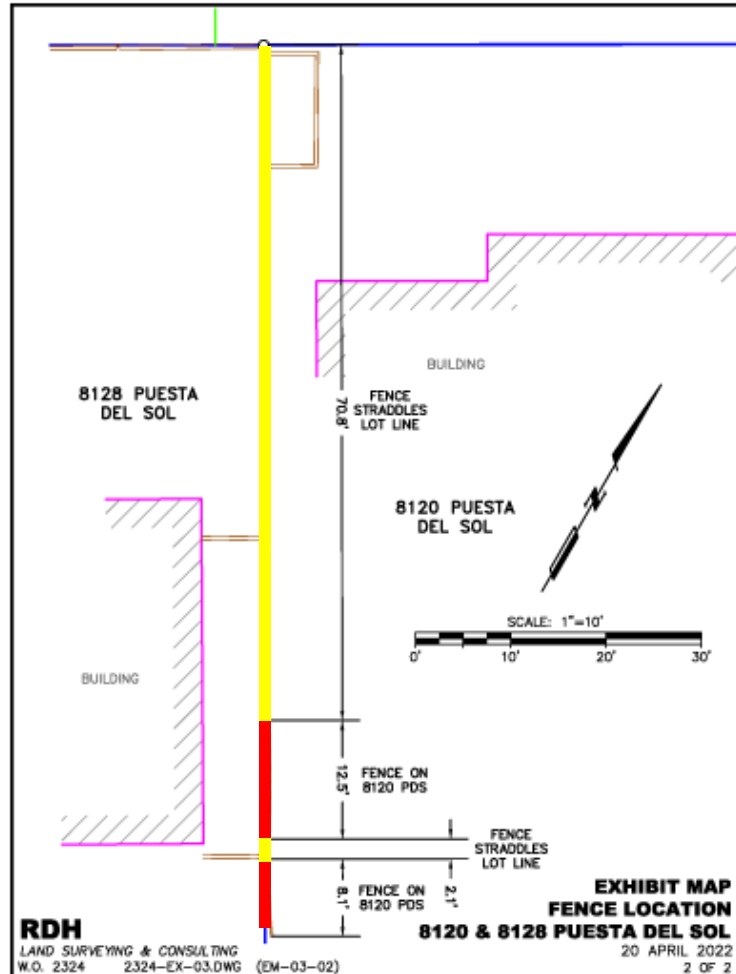 8128 PUESTA
DEL SOL
70.8'
FENCE
STRADDLES
LOT LINE
BUILDING
8120 PUESTA
DEL SOL
SCALE: 1"=10'
0' 10' 20' 30'
BUILDING
12.5'
FENCE ON
8120 PDS
FENCE
STRADDLES
LOT LINE
8.1'
FENCE ON
8120 PDS
2.1'
EXHIBIT MAP
FENCE LOCATION
8120 & 8128 PUESTA DEL SOL
20 APRIL 2022
2 OF 2
RDH
LAND SURVEYING & CONSULTING
W.O. 2324 2324-EX-03.DWG (EM-03-02)